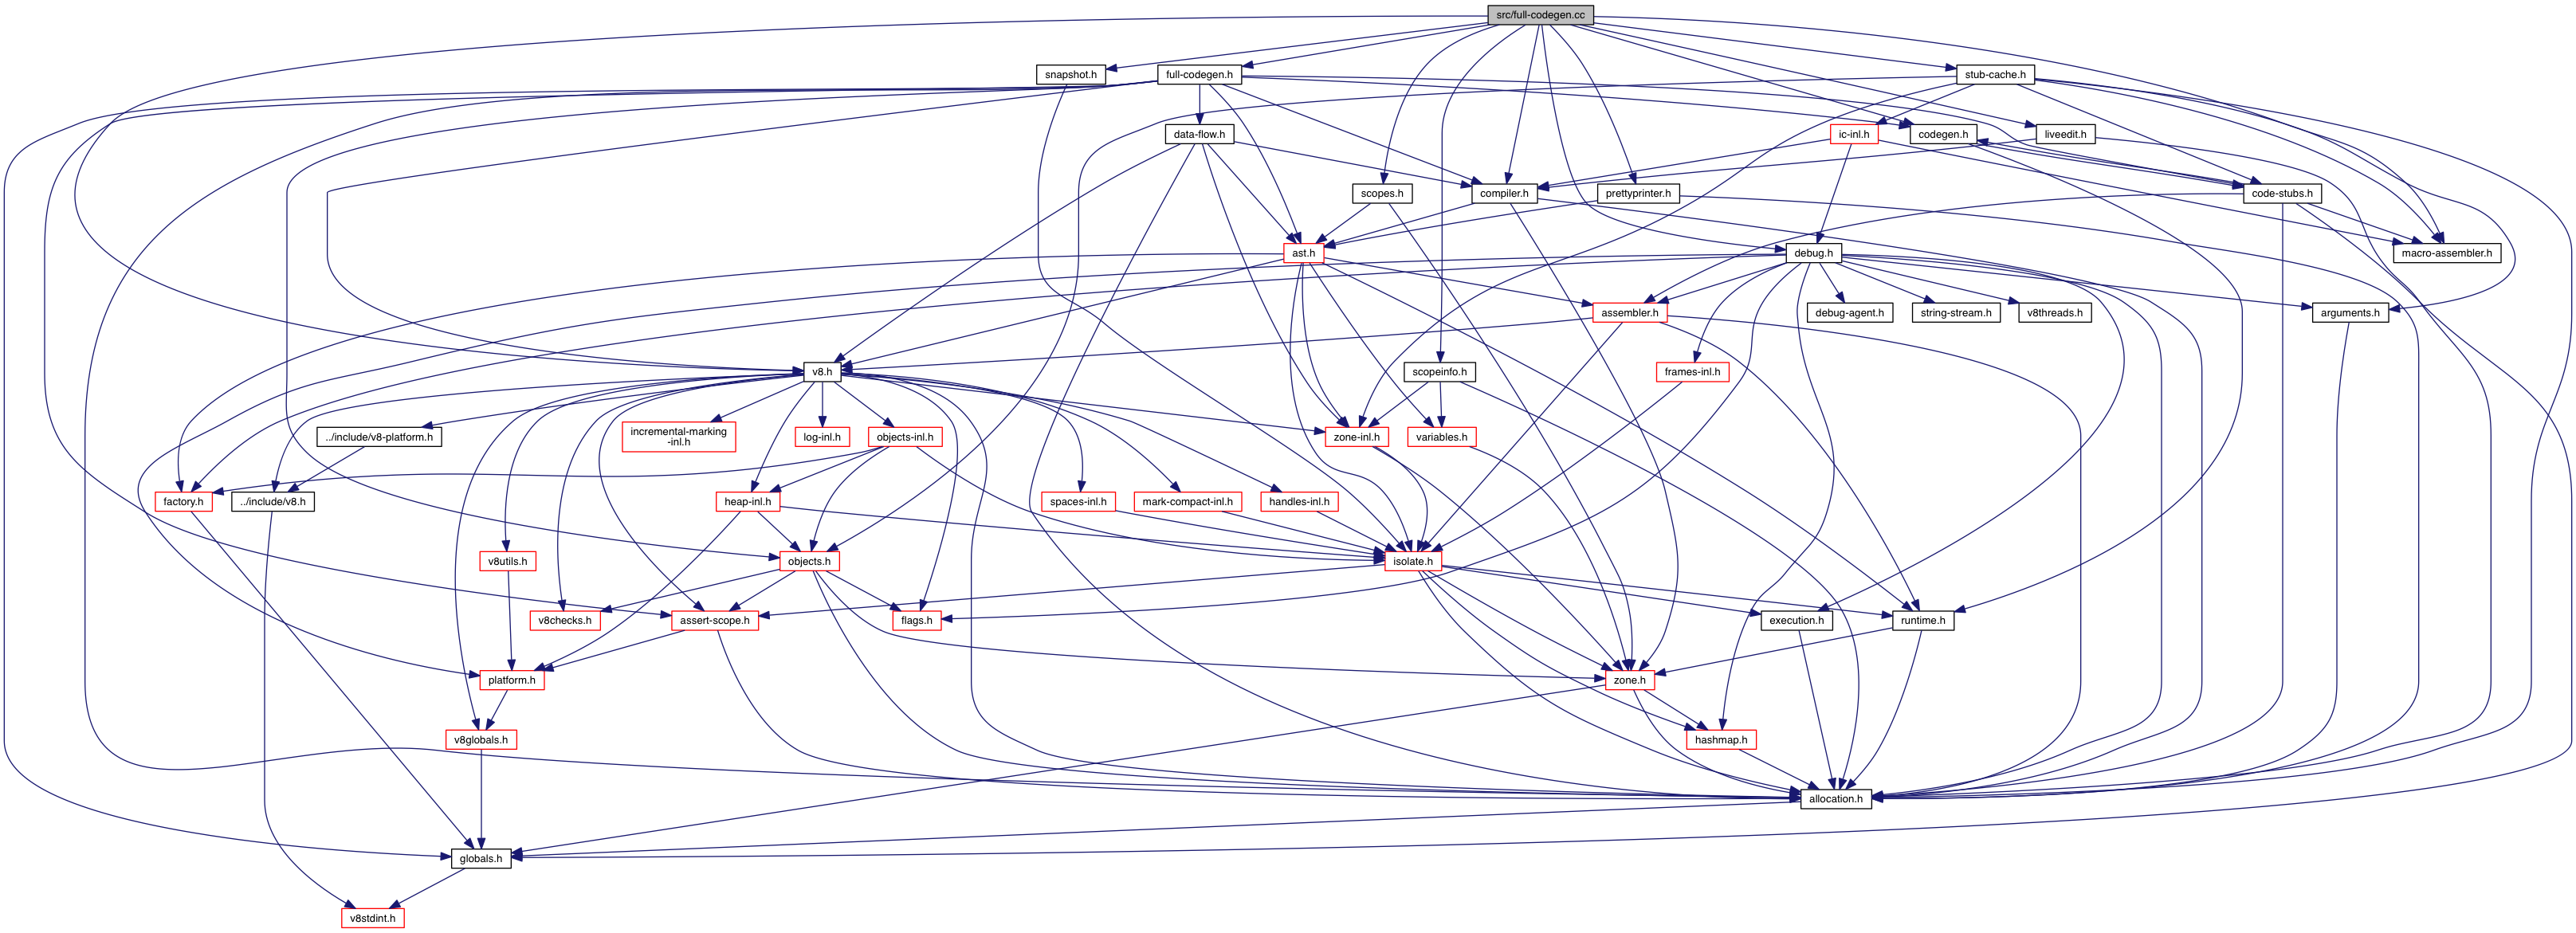 src/full-codegen.cc
snapshot.h
full-codegen.h
stub-cache.h
data-flow.h
ic-inl.h
codegen.h
liveedit.h
scopes.h
compiler.h
prettyprinter.h
code-stubs.h
ast.h
debug.h
macro-assembler.h
assembler.h
debug-agent.h
string-stream.h
v8threads.h
arguments.h
v8.h
frames-inl.h
scopeinfo.h
../include/v8-platform.h
incremental-marking
-inl.h
log-inl.h
objects-inl.h
zone-inl.h
variables.h
factory.h
../include/v8.h
heap-inl.h
spaces-inl.h
mark-compact-inl.h
handles-inl.h
v8utils.h
objects.h
isolate.h
v8checks.h
assert-scope.h
flags.h
execution.h
runtime.h
platform.h
zone.h
v8globals.h
hashmap.h
allocation.h
globals.h
v8stdint.h